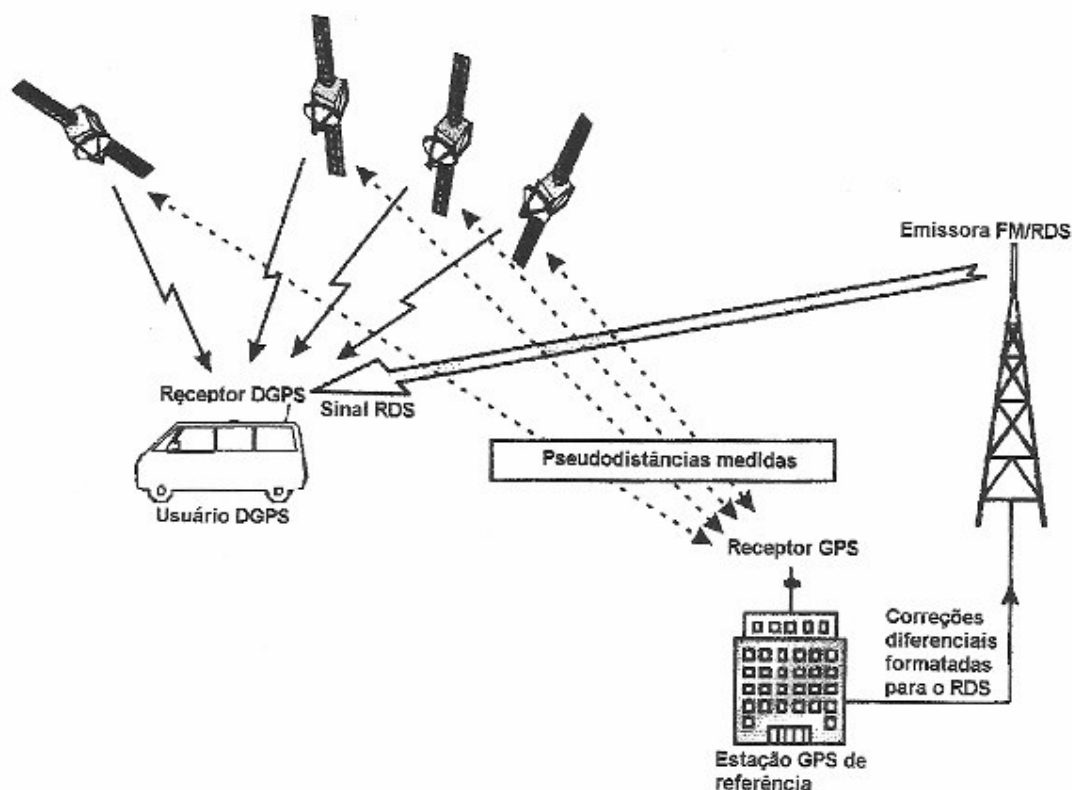 Emissora FM/RDS
Receptor DGPS
Sinal RDS
Usuário DGPS
Pseudodistâncias medidas
Receptor GPS
Correções
diferenciais
formatadas
para o RDS
Estação GPS de
referência